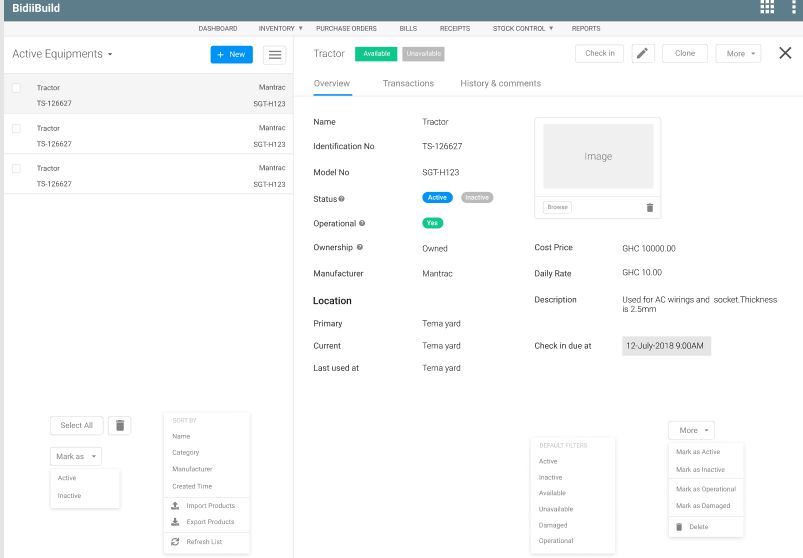 BidiiBuild
DASHBOARD INVENTORY PURCHASE ORDERS BILLS RECEIPTS STOCK CONTROL REPORTS
Active Equipments
+ New
Tractor Mantrac
TS-126627 SGT-H123
Tractor Mantrac
TS-126627 SGT-H123
Tractor Mantrac
TS-126627 SGT-H123
Select All
Mark as
Active
Inactive
SORT BY
Name
Category
Manufacturer
Created Time
Import Products
Export Products
Refresh List
Tractor Available Unavailable Check in Clone More
Overview Transactions History & comments
Name Tractor
Identification No TS-126627
Model No SGT-H123
Status Active Inactive
Operational Yes
Ownership Owned
Manufacturer Mantrac
Image
Browse
Cost Price GHC 10000.00
Daily Rate GHC 10.00
Description Used for AC wirings and socket.Thickness
is 2.5mm
Location
Primary Tema yard
Current Tema yard
Last used at Tema yard
Check in due at 12-July-2018 9:00AM
DEFAULT FILTERS
Active
Inactive
Available
Unavailable
Damaged
Operational
More
Mark as Active
Mark as Inactive
Mark as Operational
Mark as Damaged
Delete